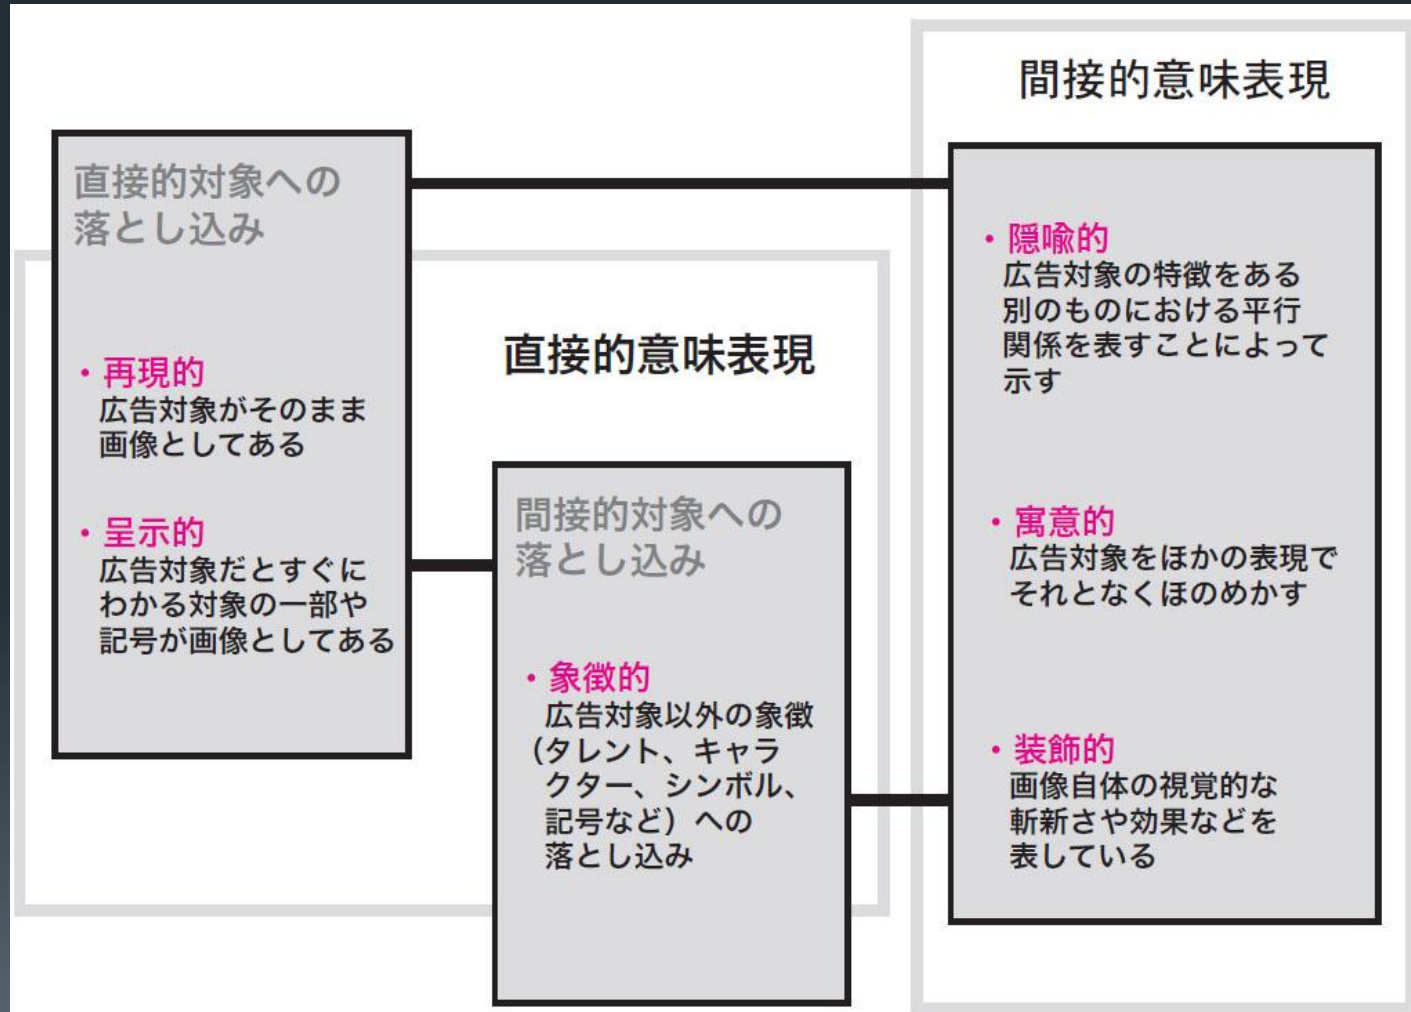 間接的意味表現
直接的対象への
落とし込み
・再現的
広告対象がそのまま
画像としてある
・呈示的
広告対象だとすぐに
わかる対象の一部や
記号が画像としてある
直接的意味表現
間接的対象への
落とし込み
・象徴的
広告対象以外の象徴
（タレント、キャラ
クター、シンボル、
記号など）への
落とし込み
・隠喩的
広告対象の特徴をある
別のものにおける平行
関係を表すことによって
示す
・寓意的
広告対象をほかの表現で
それとなくほのめかす
・装飾的
画像自体の視覚的な
斬新さや効果などを
表している